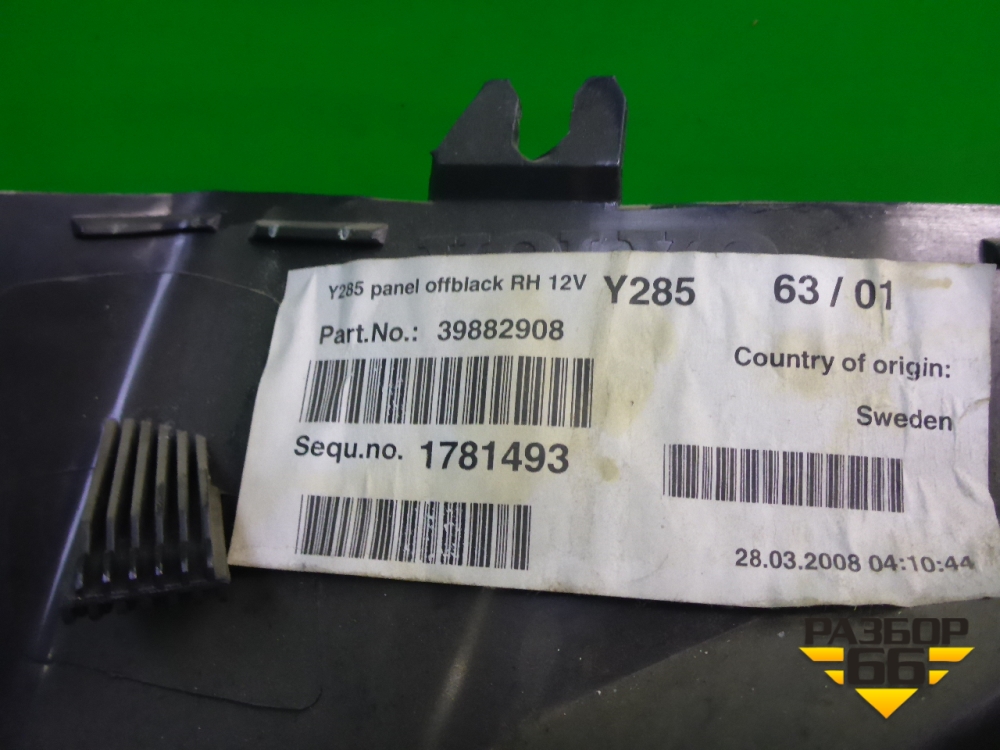 Y285 panel offblack RH 12V Y285 63 / 01
Part.No.: 39882908
Country of origin:
Sweden
Sequ.no. 1781493
28.03.2008 04:10:44
РАЗБОР
66